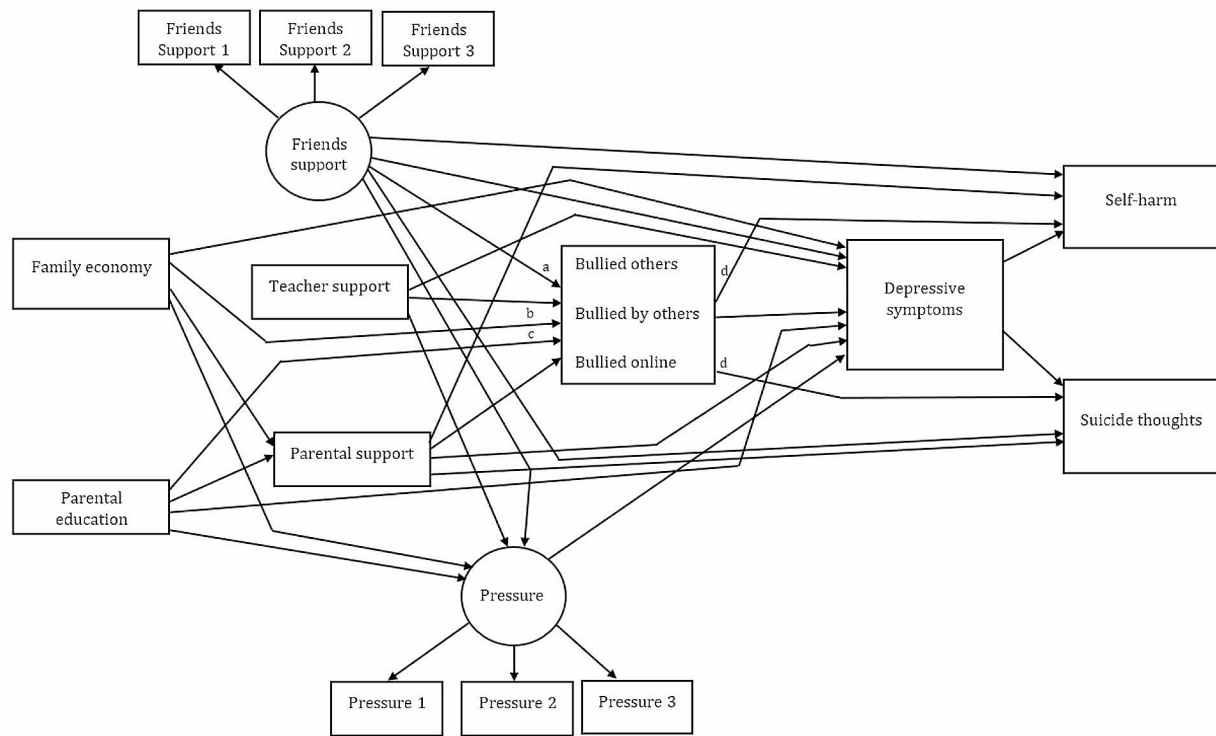 Friends
Support 1
Friends
Support 2
Friends
Support 3
Friends
support
Self-harm
Family economy
Teacher support
a
b
c
Bullied others
Bullied by others
Bullied online
d
d
Depressive
symptoms
Suicide thoughts
Parental support
Parental
education
Pressure
Pressure 1
Pressure 2
Pressure 3